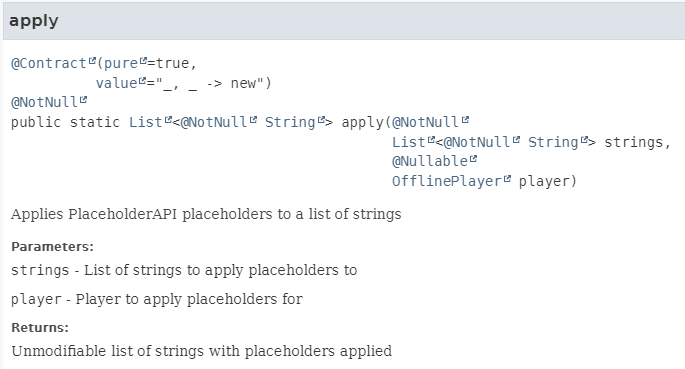 apply
@Contract(pure=true,
value="_, _ -> new")
@NotNull
public static List<@NotNull String> apply(@NotNull
List<@NotNull String> strings,
@Nullable
OfflinePlayer player)
Applies PlaceholderAPI placeholders to a list of strings
Parameters:
strings - List of strings to apply placeholders to
player - Player to apply placeholders for
Returns:
Unmodifiable list of strings with placeholders applied